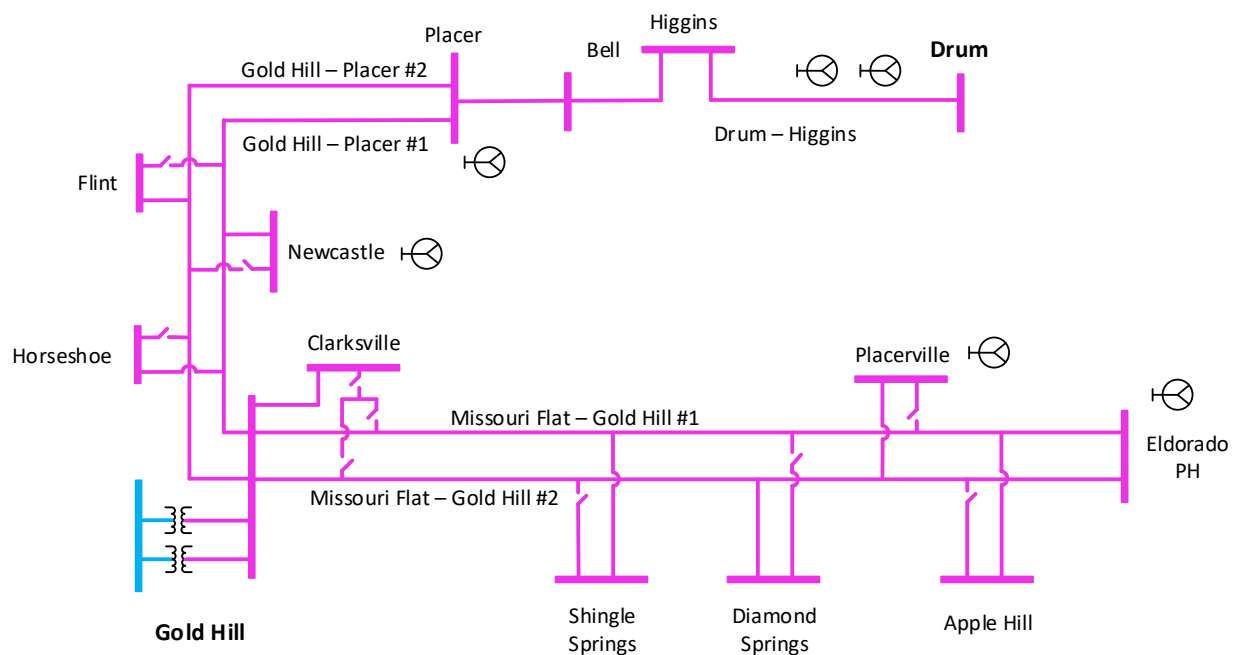 Higgins
Placer
Bell
Drum
Gold Hill – Placer #2
Drum – Higgins
Gold Hill – Placer #1
Flint
Newcastle
Clarksville
Horseshoe
Placerville
Missouri Flat – Gold Hill #1
Eldorado
PH
Missouri Flat – Gold Hill #2
Gold Hill
Shingle
Springs
Diamond
Springs
Apple Hill